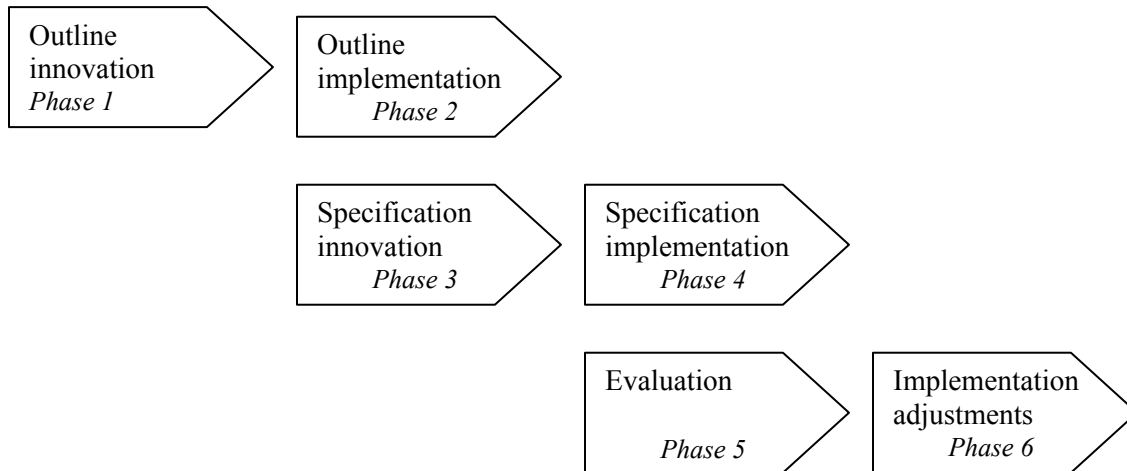 Outline
innovation
Phase 1
Outline
implementation
Phase 2
Specification
innovation
Phase 3
Specification
implementation
Phase 4
Evaluation
Phase 5
Implementation
adjustments
Phase 6